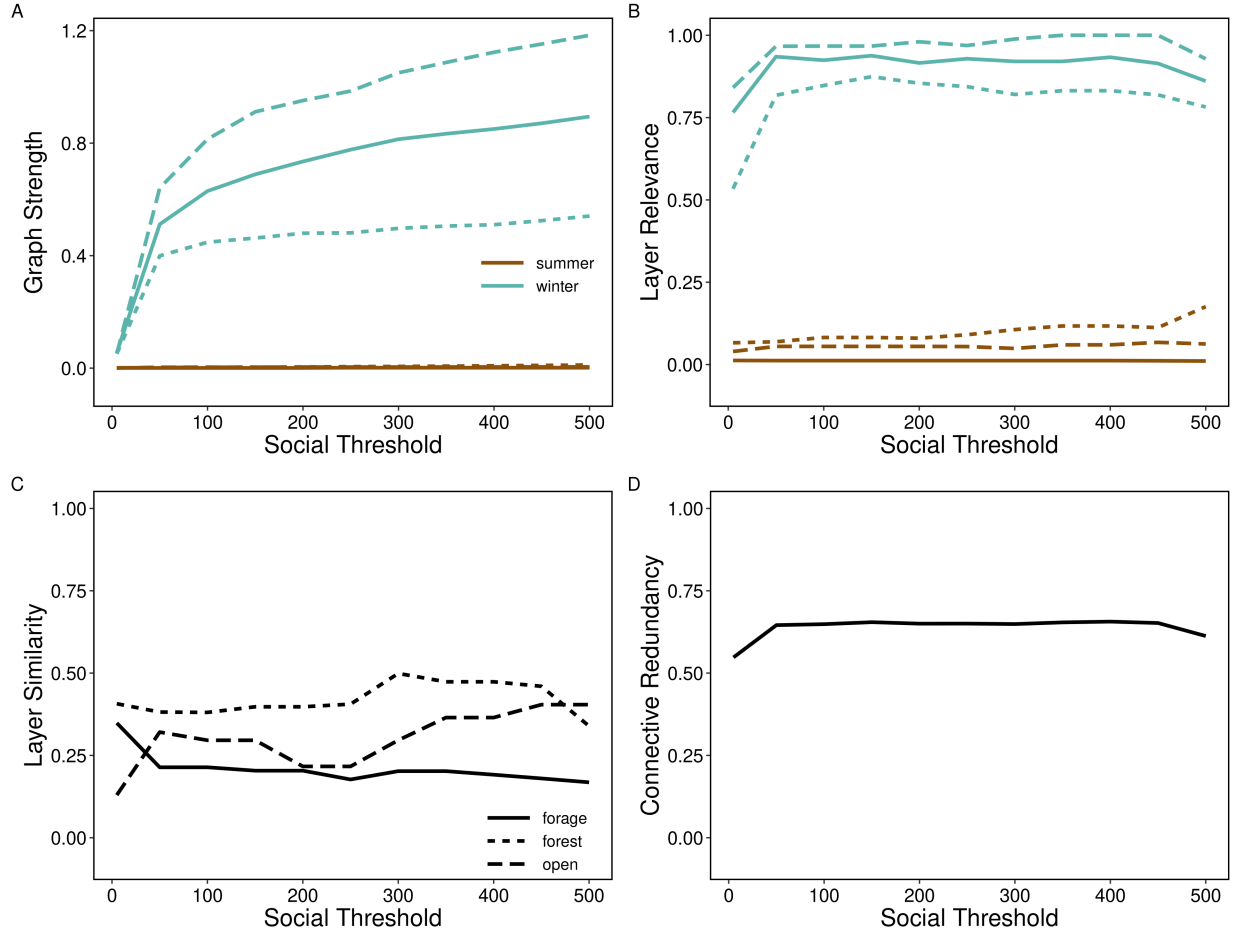 A
Graph Strength
1.2
0.8
0.4
0.0
summer
winter
0
100
200
300
400
500
Social Threshold
B
Layer Relevance
1.00
0.75
0.50
0.25
0.00
0
100
200
300
400
500
Social Threshold
C
Layer Similarity
1.00
0.75
0.50
0.25
0.00
forage
forest
open
0
100
200
300
400
500
Social Threshold
D
Connective Redundancy
1.00
0.75
0.50
0.25
0.00
0
100
200
300
400
500
Social Threshold